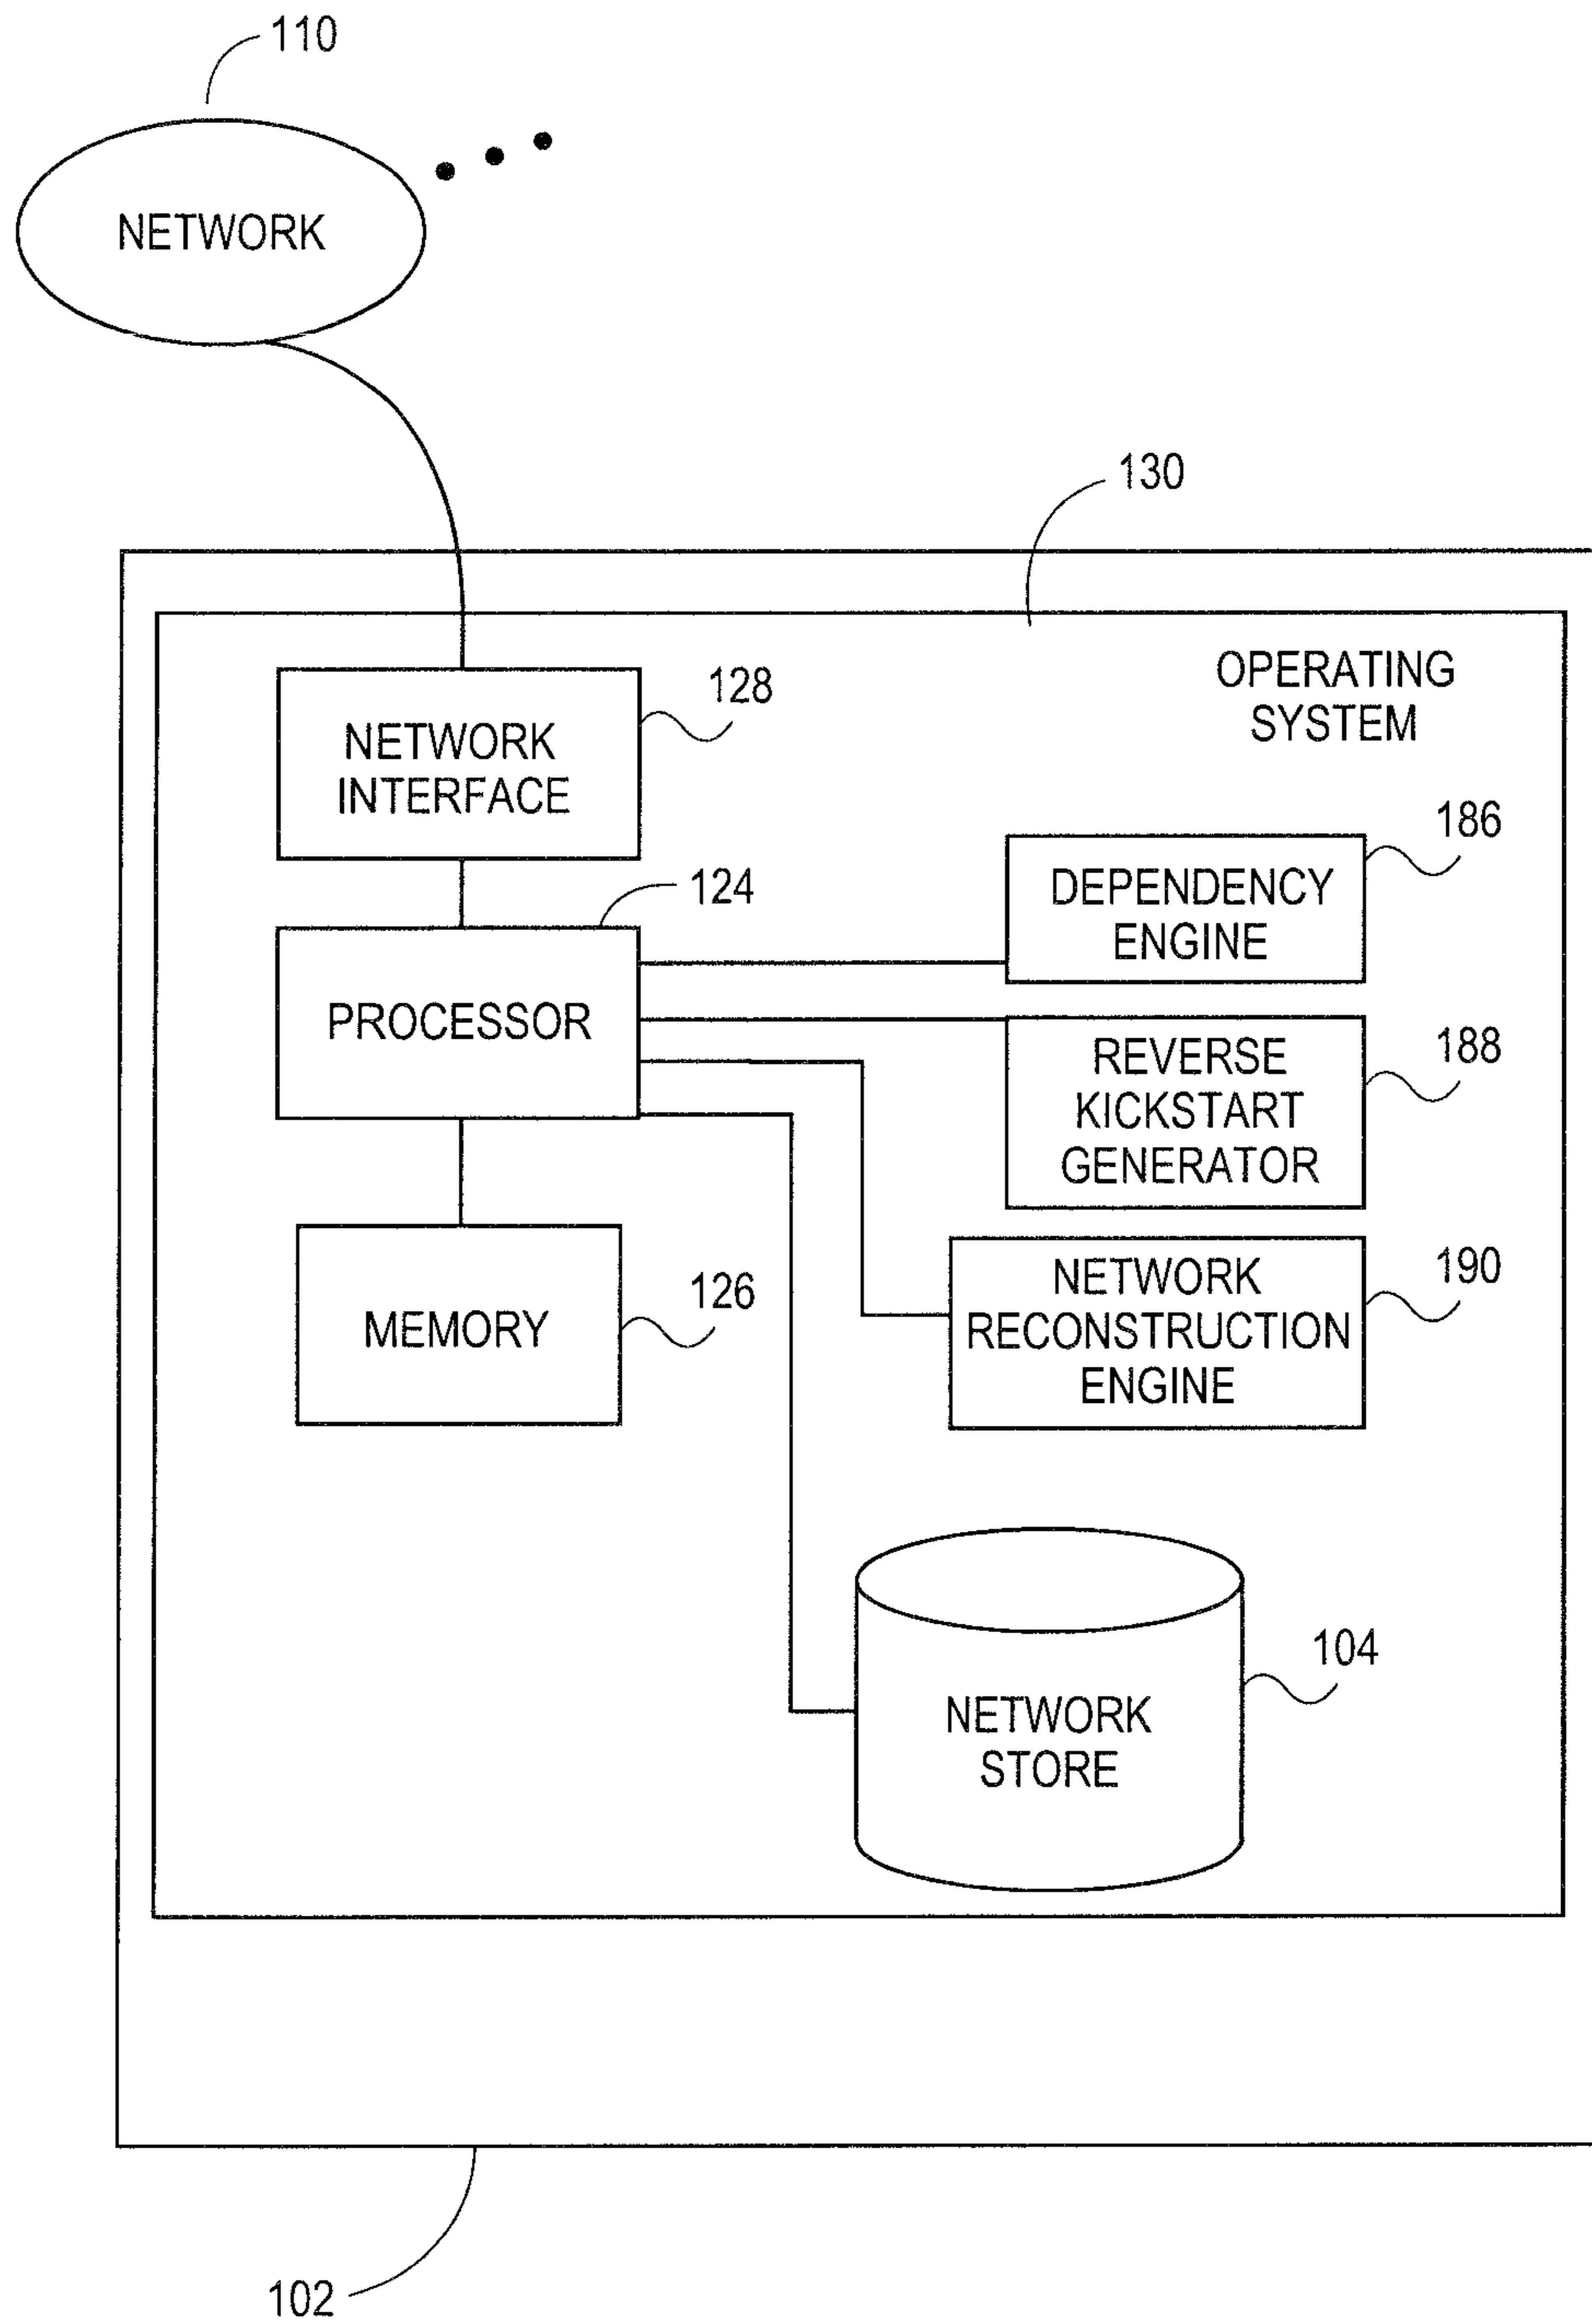 110
NETWORK
130
OPERATING
SYSTEM
128
NETWORK
INTERFACE
186
DEPENDENCY
ENGINE
124
PROCESSOR
188
REVERSE
KICKSTART
GENERATOR
190
NETWORK
RECONSTRUCTION
ENGINE
126
MEMORY
104
NETWORK
STORE
102